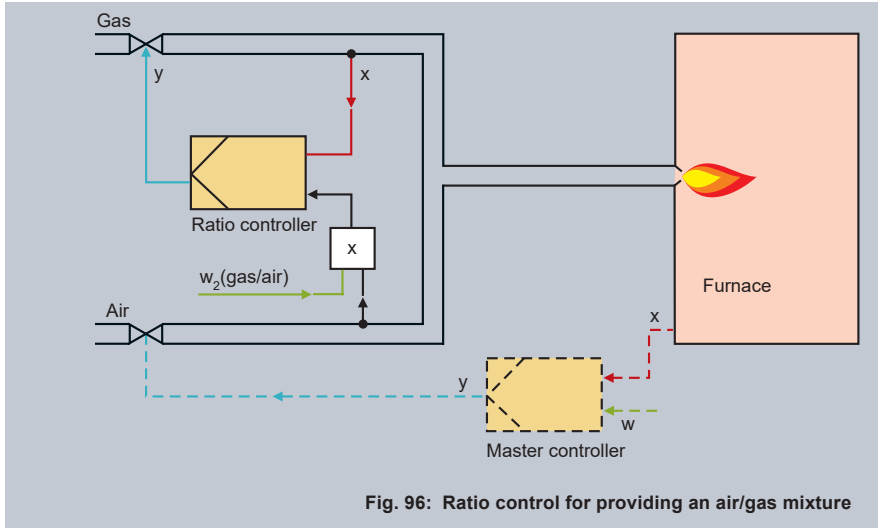 Gas
y
x
Ratio controller
x
w₂(gas/air)
Air
Furnace
x
y
w
Master controller
Fig. 96: Ratio control for providing an air/gas mixture